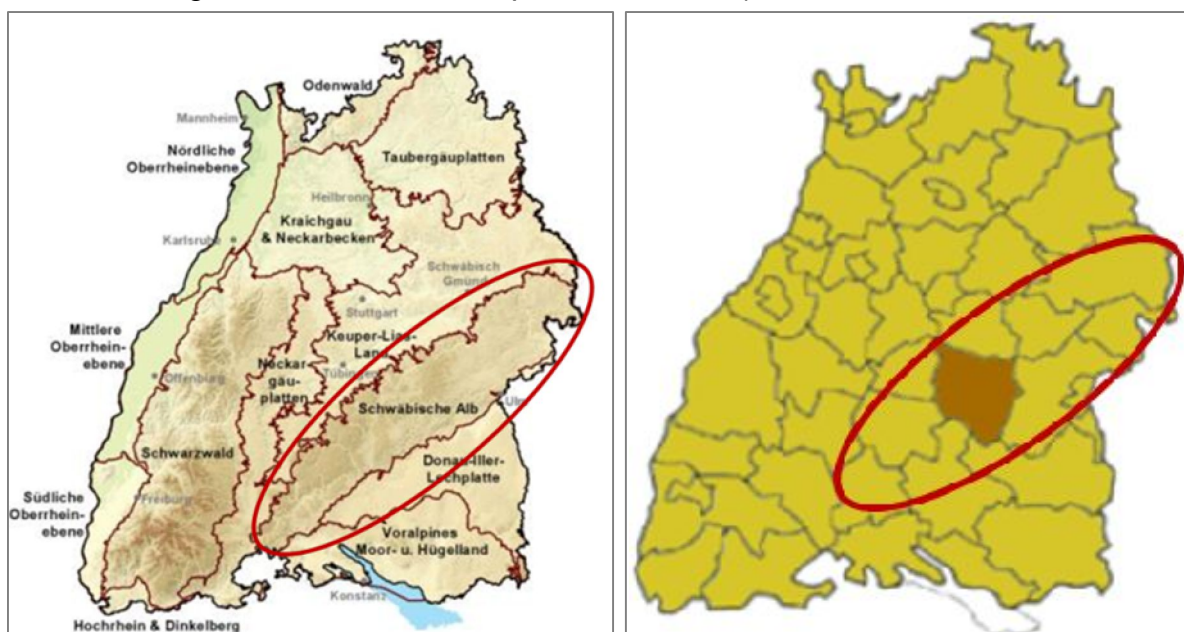 Odenwald
Mannheim
Nördliche
Oberrheinebene
Taubergäuplatten
Heilbronn
Kraichgau
& Neckarbecken
Karlsruhe
Schwäbisch
Gmünd
Stuttgart
Mittlere
Oberrhein-
ebene
Keuper-Lias-
Land
Neckar-
gäu-
platten
Tübingen
Offenburg
Schwäbische Alb
Ulm
Schwarzwald
Donau-Iller-
Lechplatte
Südliche
Oberrhein-
ebene
Freiburg
Voralpines
Moor- u. Hügelland
Konstanz
Hochrhein & Dinkelberg